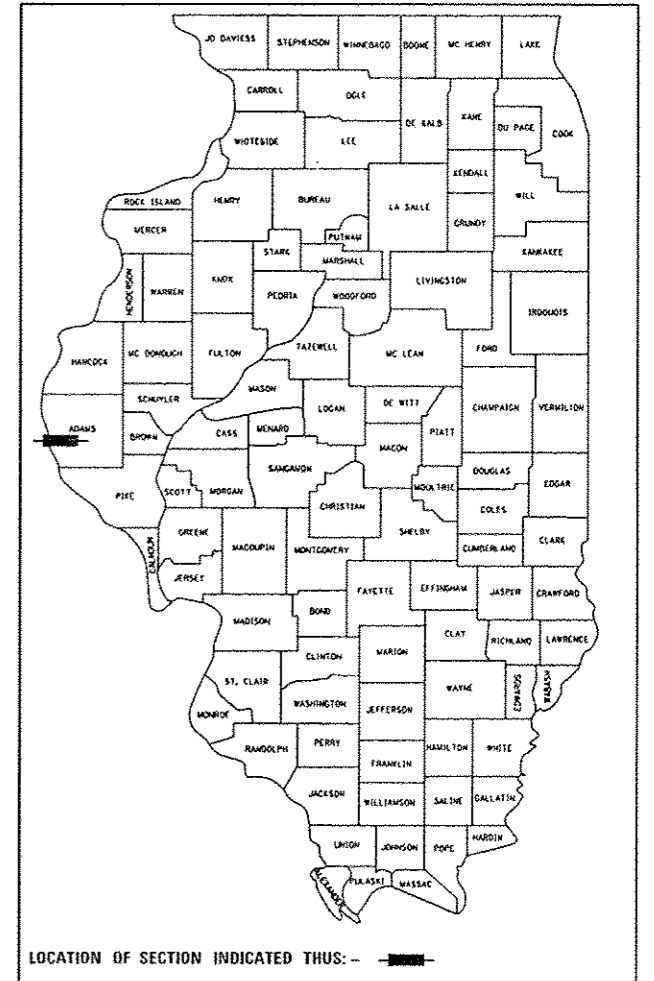 JO DAVIESS
STEPHENSON
WINNEBAGO
BOONE
MC HENRY
LAKE
CARROLL
OGLE
DE KALB
KANE
DU PAGE
COOK
WHITESIDE
LEE
KENDALL
WILL
ROCK ISLAND
HENRY
BUREAU
LA SALLE
GRUNDY
MERCER
PUTNAM
KANKAKEE
STARK
MARSHALL
HENDERSON
WARREN
KNOX
PEORIA
WOODFORD
LIVINGSTON
IROQUOIS
HANCOCK
MC DONOUGH
FULTON
TAZEWELL
MC LEAN
FORD
MASON
SCHUYLER
LOGAN
DE WITT
CHAMPAIGN
VERMILION
ADAMS
BROWN
CASS
MENARD
MACON
PIATT
SANGAMON
DOUGLAS
EDGAR
PIKE
SCOTT
MORGAN
CHRISTIAN
MOULTRIE
COLES
GREENE
MACOUPIN
MONTGOMERY
SHELBY
CUMBERLAND
CLARK
CALHOUN
JERSEY
FAYETTE
EFFINGHAM
JASPER
CRAWFORD
MADISON
BOND
CLAY
RICHLAND
LAWRENCE
CLINTON
MARION
ST. CLAIR
WAYNE
EDWARDS
WABASH
MONROE
WASHINGTON
JEFFERSON
RANDOLPH
PERRY
HAMILTON
WHITE
FRANKLIN
JACKSON
WILLIAMSON
SALINE
GALLATIN
UNION
JOHNSON
POPE
HARDIN
ALEXANDER
PULASKI
MASSAC
LOCATION OF SECTION INDICATED THUS: -